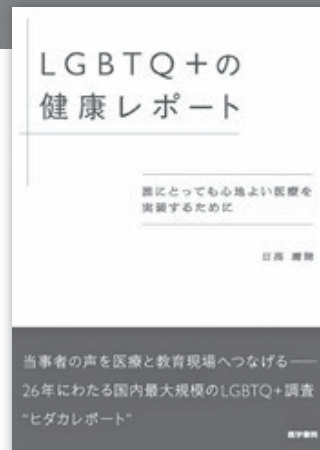 LGBTQ+の
健康レポート
誰にとっても心地よい医療を
実装するために
日高 庸晴
当事者の声を医療と教育現場へつなげる──
26年にわたる国内最大規模のLGBTQ+調査
“ヒダカレポート”
医学書院